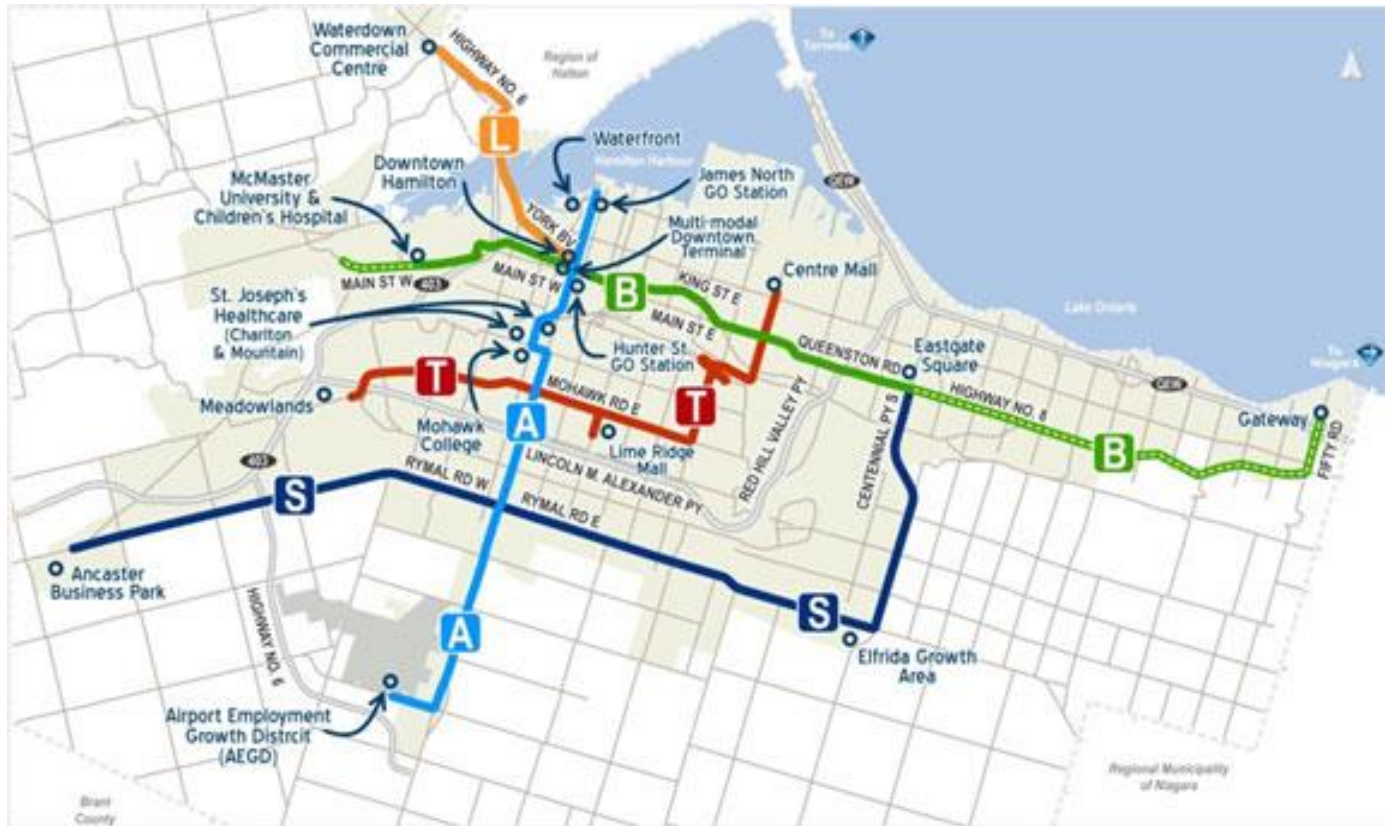 Waterdown
Commercial
Centre
HIGHWAY NO. 6
Region of
Halton
To
Toronto
L
Waterfront
Hamilton Harbour
QEW
Downtown
Hamilton
James North
GO Station
McMaster
University &
Children's Hospital
YORK BV
Multi-modal
Downtown
Terminal
Centre Mall
MAIN ST W
403
MAIN ST W
B
KING ST E
MAIN ST E
Lake Ontario
St. Joseph's
Healthcare
(Charlton
& Mountain)
Hunter St.
GO Station
QUEENSTON RD
Eastgate
Square
To
Niagara
QEW
Meadowlands
T
MOHAWK RD E
T
HIGHWAY NO. 8
Gateway
Mohawk
College
A
Lime Ridge
Mall
RED HILL VALLEY PY
CENTENNIAL PY S
B
FIFTY RD
403
LINCOLN M. ALEXANDER PY
S
RYMAL RD W
RYMAL RD E
Ancaster
Business Park
HIGHWAY NO. 6
A
S
Elfrida Growth
Area
Airport Employment
Growth Distrcit
(AEGD)
Regional Municipality
of Niagara
Brant
County